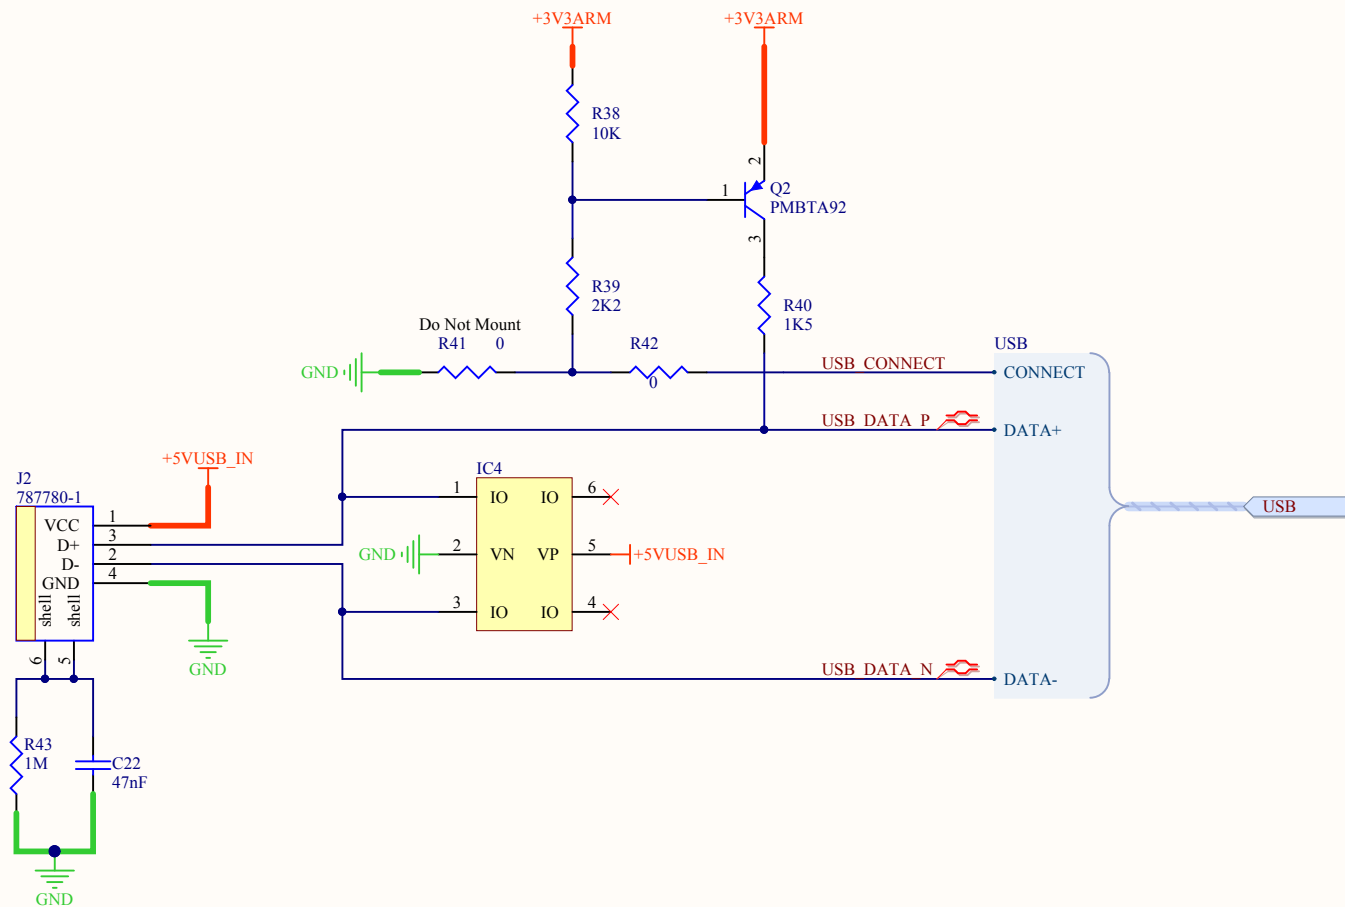 +3V3ARM
+3V3ARM
R38
10K
2
1
Q2
PMBTA92
3
R39
2K2
R40
1K5
Do Not Mount
R41 0
R42
0
GND
USB_CONNECT
USB
CONNECT
USB_DATA_P
DATA+
+5VUSB_IN
J2
787780-1
VCC 1
D+ 3
D- 2
GND 4
shell
shell
6
5
GND
IC4
1 IO IO 6
GND 2 VN VP 5 +5VUSB_IN
3 IO IO 4
USB
USB_DATA_N
DATA-
R43
1M
C22
47nF
GND